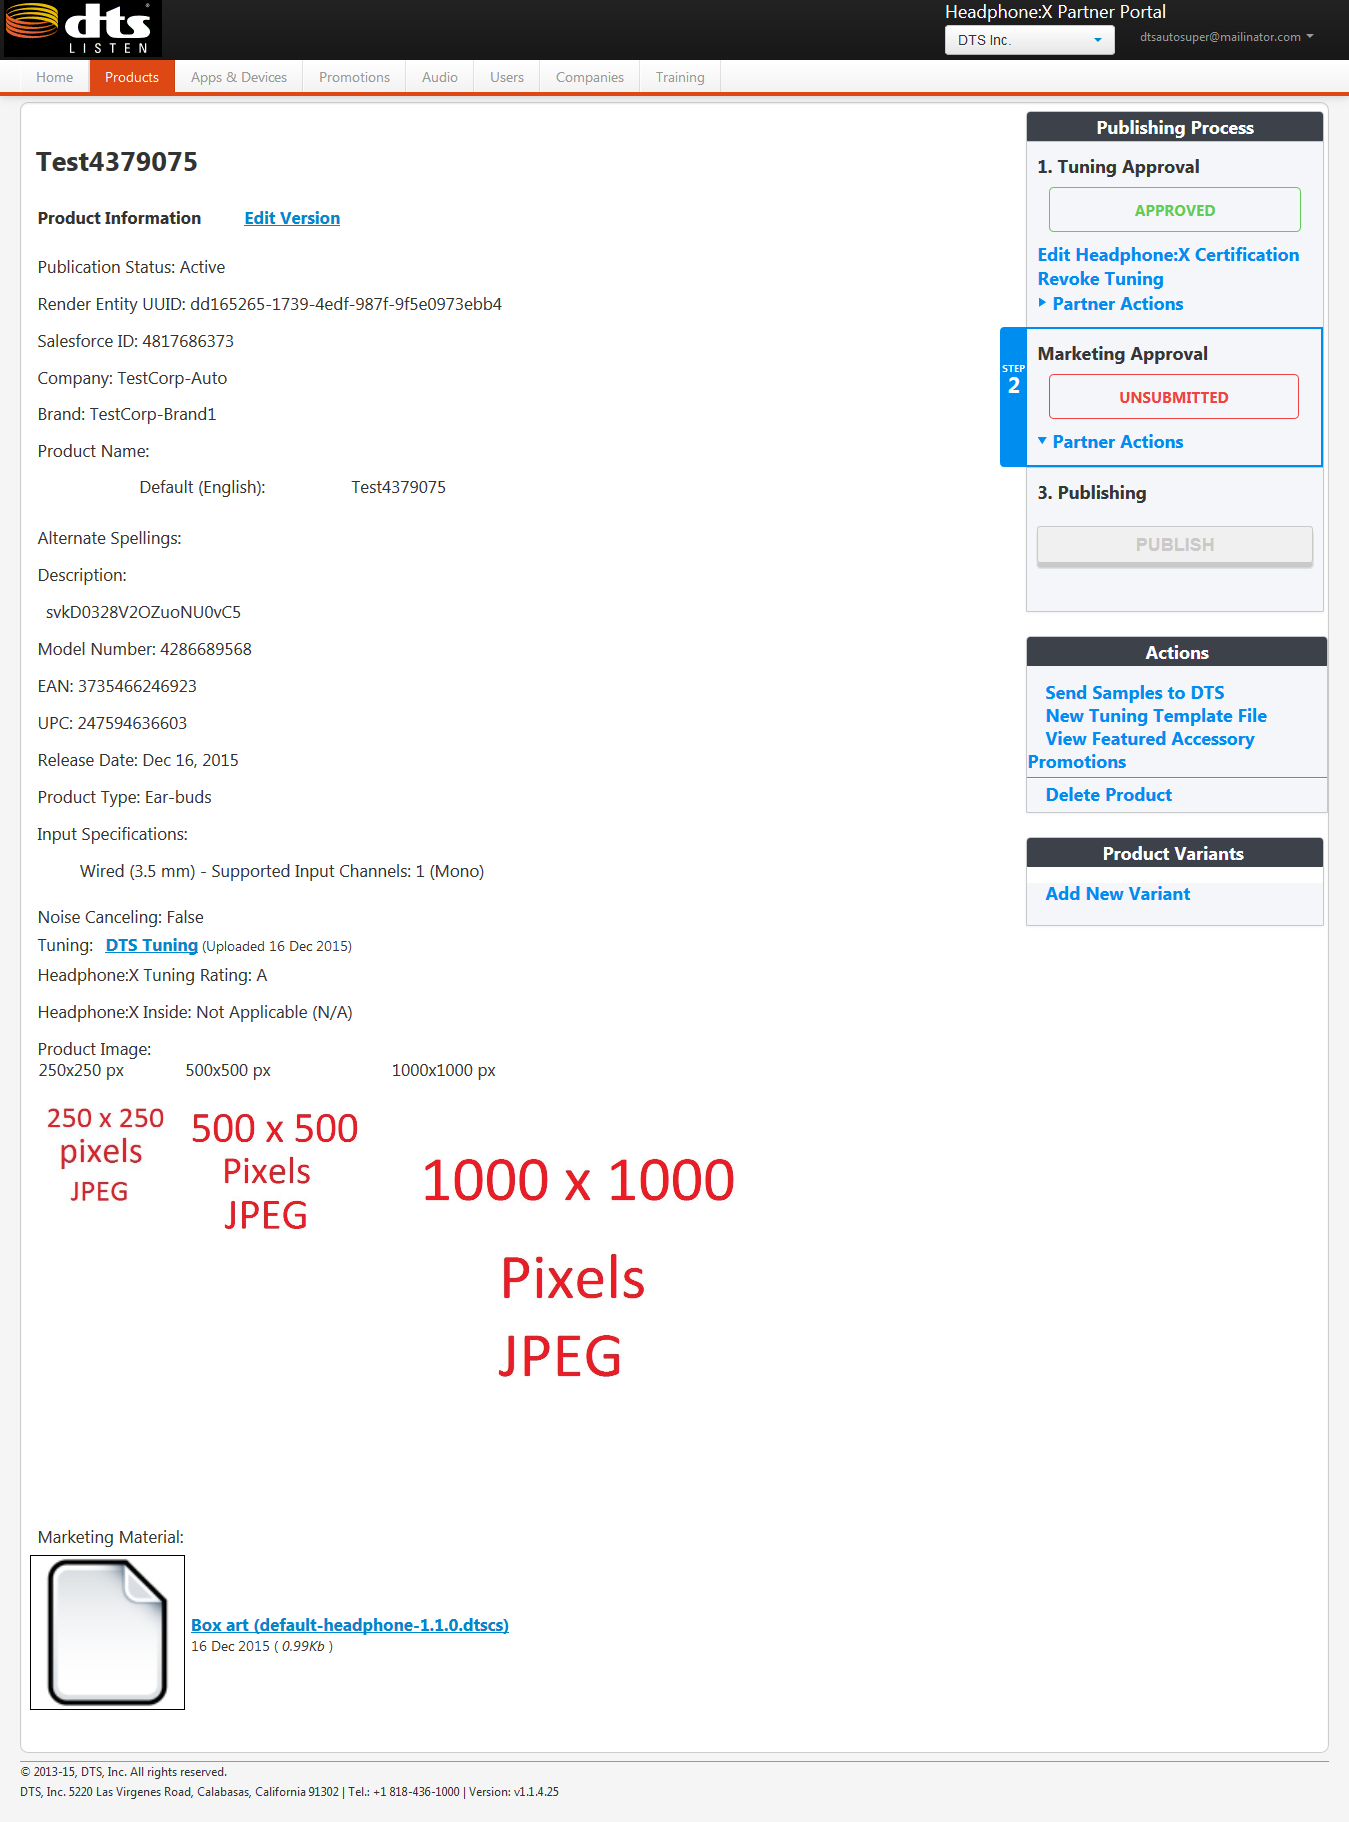 dts
LISTEN
Headphone:X Partner Portal
DTS Inc.
dtsautosuper@mailinator.com
Home Products Apps & Devices Promotions Audio Users Companies Training
Test4379075
Product Information Edit Version
Publication Status: Active
Render Entity UUID: dd165265-1739-4edf-987f-9f5e0973ebb4
Salesforce ID: 4817686373
Company: TestCorp-Auto
Brand: TestCorp-Brand1
Product Name:
Default (English): Test4379075
Alternate Spellings:
Description:
svkD0328V2OZuoNU0vC5
Model Number: 4286689568
EAN: 3735466246923
UPC: 247594636603
Release Date: Dec 16, 2015
Product Type: Ear-buds
Input Specifications:
Wired (3.5 mm) - Supported Input Channels: 1 (Mono)
Noise Canceling: False
Tuning: DTS Tuning (Uploaded 16 Dec 2015)
Headphone:X Tuning Rating: A
Headphone:X Inside: Not Applicable (N/A)
Product Image:
250x250 px 500x500 px 1000x1000 px
250 x 250
pixels
JPEG
500 x 500
Pixels
JPEG
1000 x 1000
Pixels
JPEG
Marketing Material:
Box art (default-headphone-1.1.0.dtscs)
16 Dec 2015 ( 0.99Kb )
Publishing Process
1. Tuning Approval
APPROVED
Edit Headphone:X Certification
Revoke Tuning
Partner Actions
STEP
2
Marketing Approval
UNSUBMITTED
Partner Actions
3. Publishing
PUBLISH
Actions
Send Samples to DTS
New Tuning Template File
View Featured Accessory
Promotions
Delete Product
Product Variants
Add New Variant
© 2013-15, DTS, Inc. All rights reserved.
DTS, Inc. 5220 Las Virgenes Road, Calabasas, California 91302 | Tel.: +1 818-436-1000 | Version: v1.1.4.25